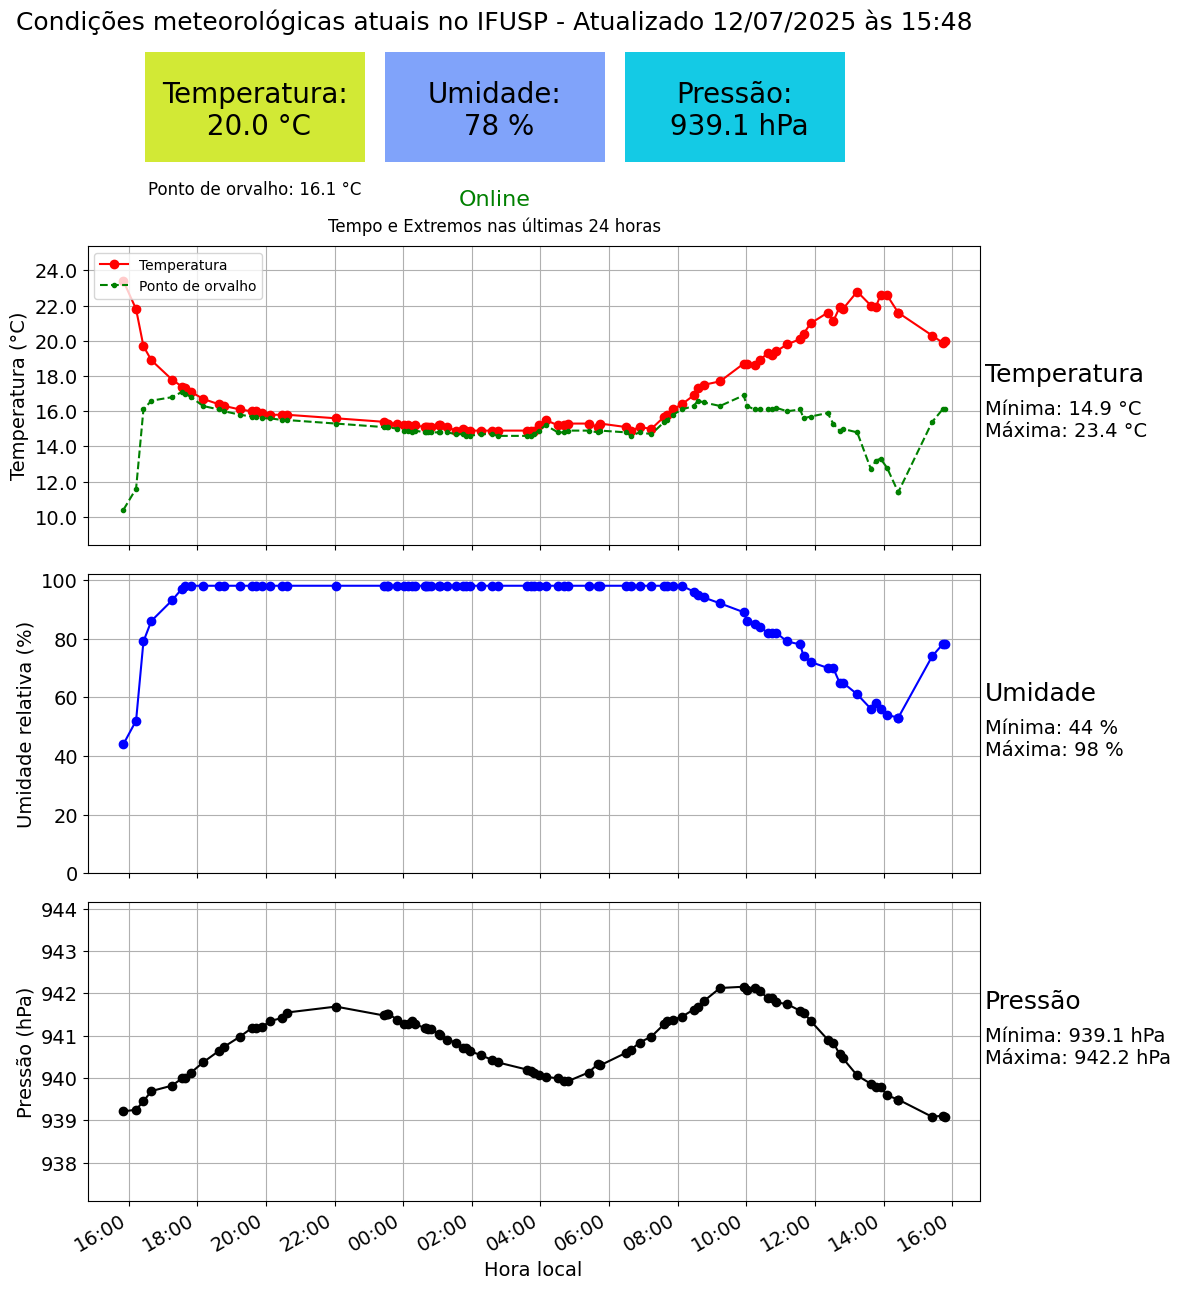 Condições meteorológicas atuais no IFUSP - Atualizado 12/07/2025 às 15:48
Temperatura:
20.0 °C
Umidade:
78 %
Pressão:
939.1 hPa
Ponto de orvalho: 16.1 °C
Online
Tempo e Extremos nas últimas 24 horas
Temperatura
Ponto de orvalho
Temperatura (°C)
24.0
22.0
20.0
18.0
16.0
14.0
12.0
10.0
Temperatura
Mínima: 14.9 °C
Máxima: 23.4 °C
Umidade relativa (%)
100
80
60
40
20
0
Umidade
Mínima: 44 %
Máxima: 98 %
Pressão (hPa)
944
943
942
941
940
939
938
Pressão
Mínima: 939.1 hPa
Máxima: 942.2 hPa
16:00 18:00 20:00 22:00 00:00 02:00 04:00 06:00 08:00 10:00 12:00 14:00 16:00
Hora local